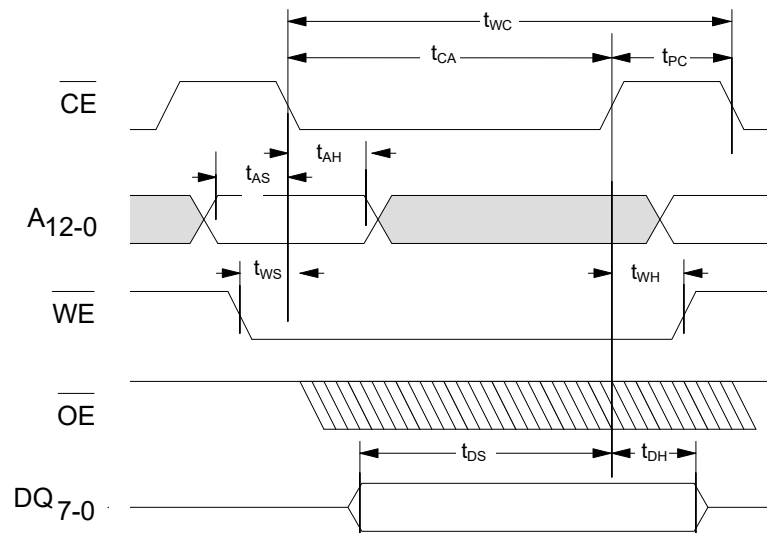 tWC
tCA
tPC
CE
tAH
tAS
A12-0
tWS
tWH
WE
OE
tDS
tDH
DQ7-0